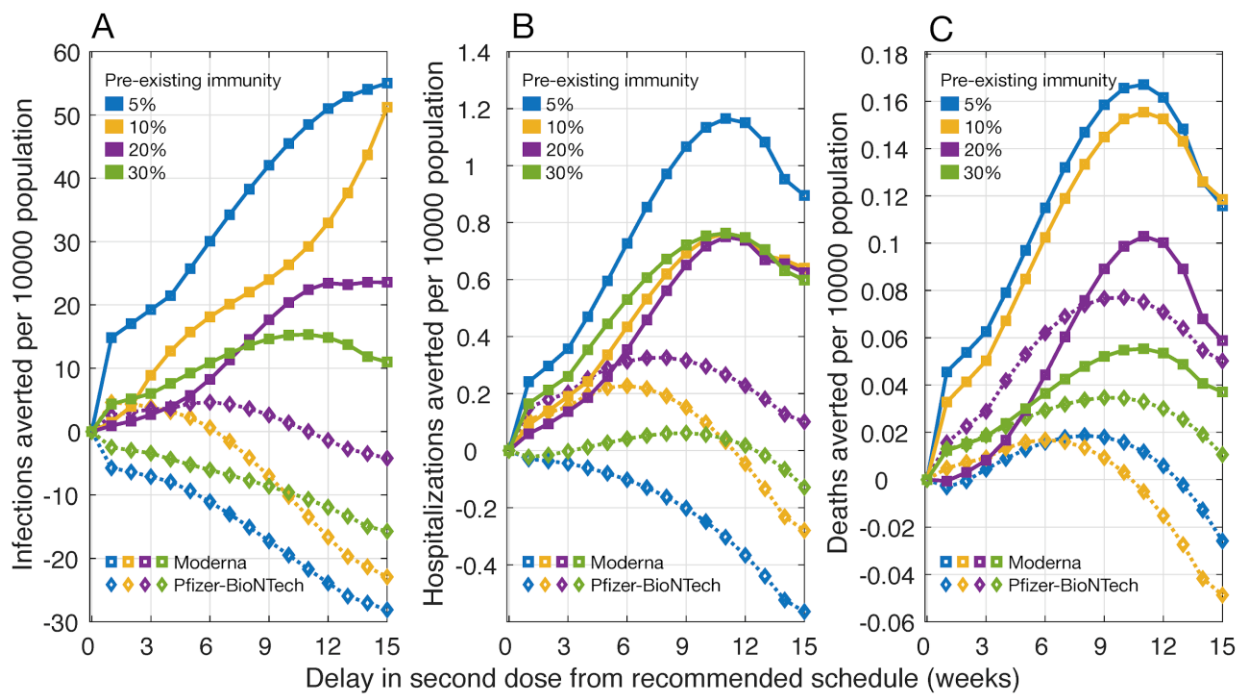 A
Infections averted per 10000 population
60
50
40
30
20
10
0
-10
-20
-30
Pre-existing immunity
5%
10%
20%
30%
Moderna
Pfizer-BioNTech
0 3 6 9 12 15
B
Hospitalizations averted per 10000 population
1.4
1.2
1
0.8
0.6
0.4
0.2
0
-0.2
-0.4
Pre-existing immunity
5%
10%
20%
30%
Moderna
Pfizer-BioNTech
0 3 6 9 12 15
C
Deaths averted per 10000 population
0.18
0.16
0.14
0.12
0.1
0.08
0.06
0.04
0.02
0
-0.02
-0.04
-0.06
Pre-existing immunity
5%
10%
20%
30%
Moderna
Pfizer-BioNTech
0 3 6 9 12 15
Delay in second dose from recommended schedule (weeks)